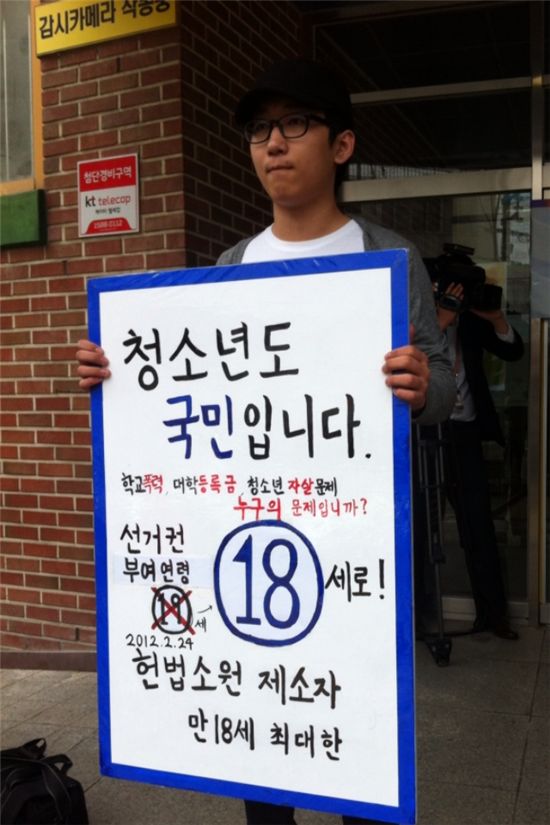 감시카메라 작동중
첨단경비구역
kt telecop
1588-0112
청소년도
국민입니다.
학교폭력, 대학등록금, 청소년 자살문제
누구의 문제입니까?
선거권
부여연령
19세 → 18세로!
2012.2.24
헌법소원 제소자
만18세 최대한